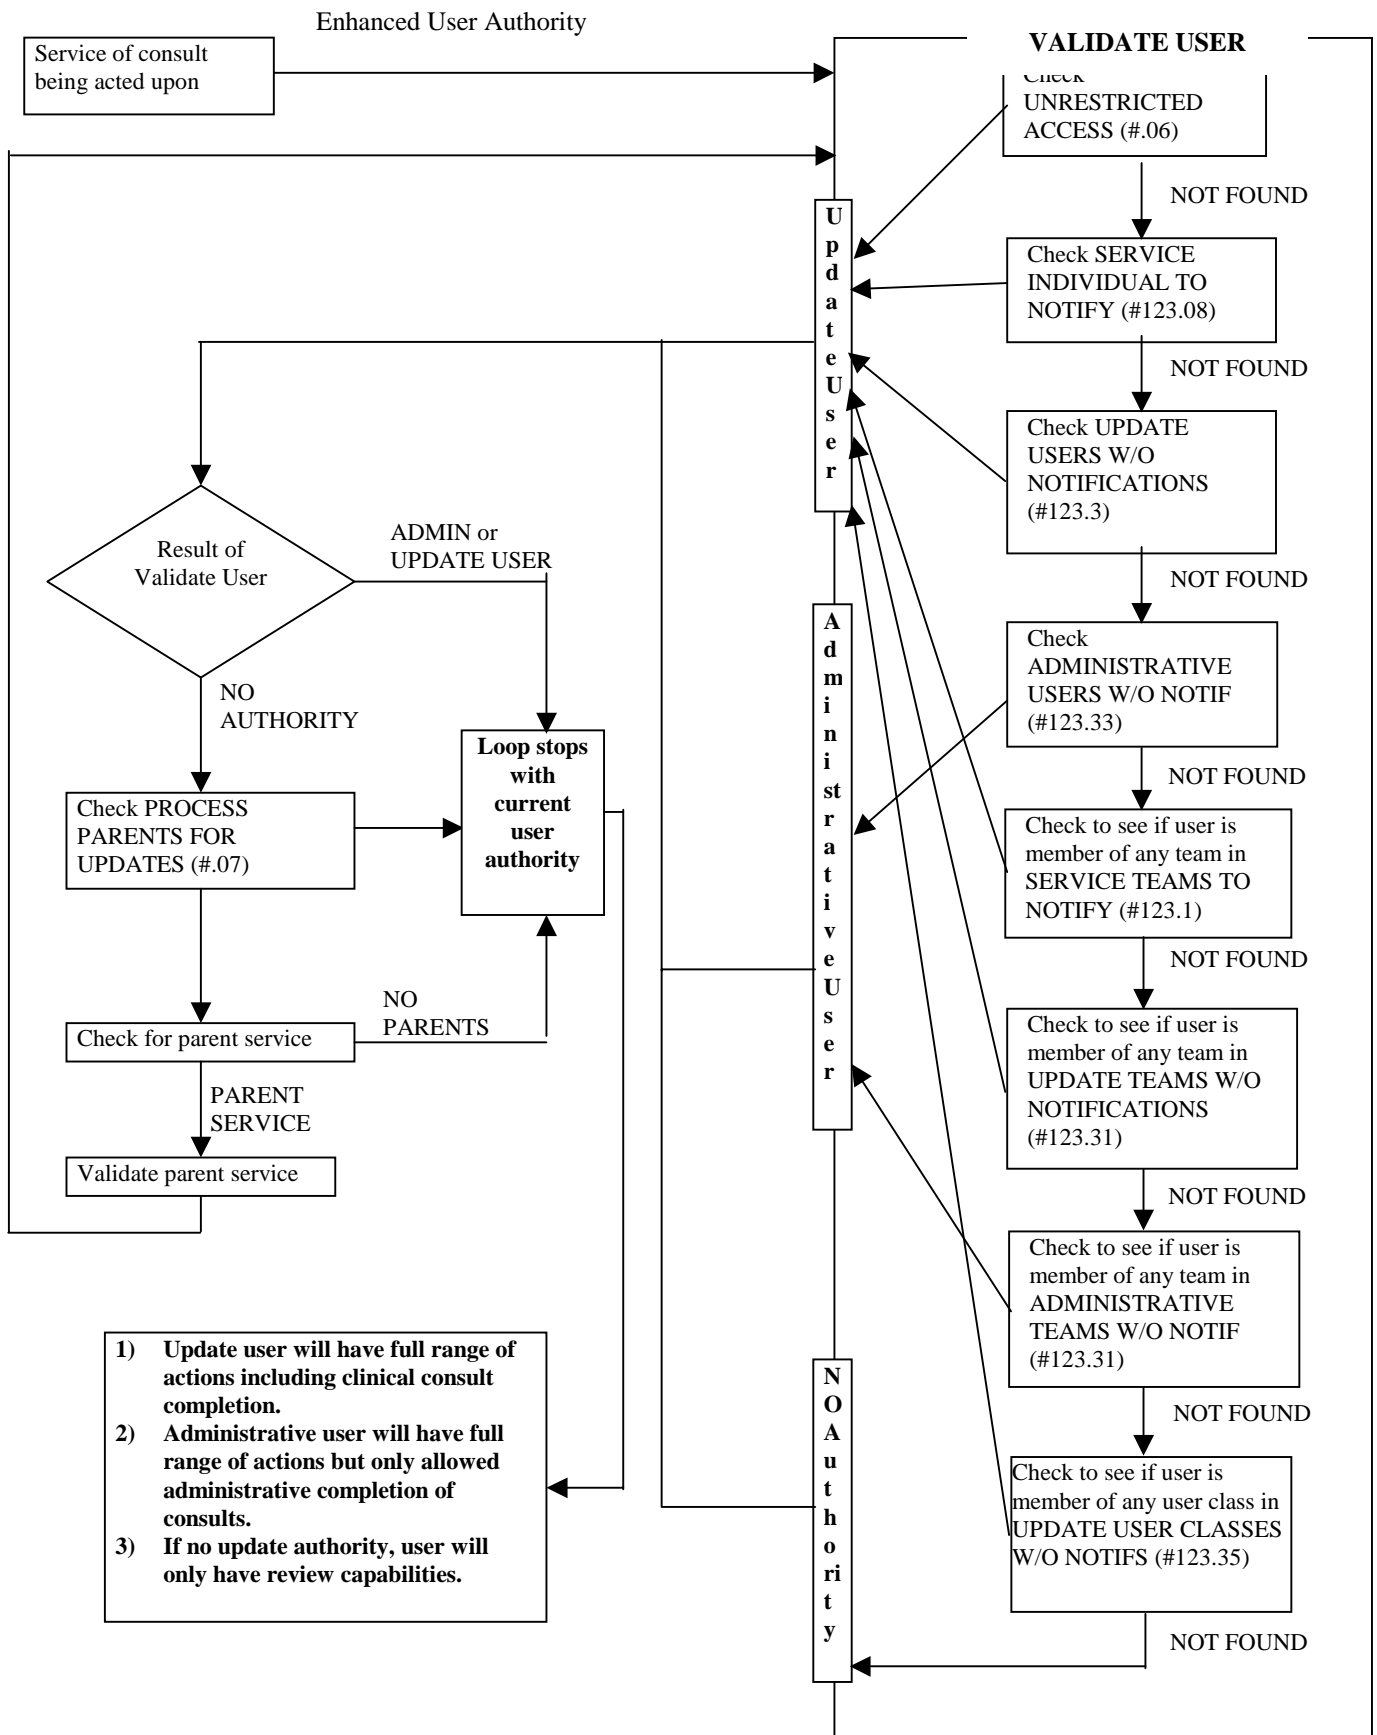 Enhanced User Authority
Service of consult
being acted upon
VALIDATE USER
Check
UNRESTRICTED
ACCESS (#.06)
NOT FOUND
Check SERVICE
INDIVIDUAL TO
NOTIFY (#123.08)
NOT FOUND
Check UPDATE
USERS W/O
NOTIFICATIONS
(#123.3)
NOT FOUND
Check
ADMINISTRATIVE
USERS W/O NOTIF
(#123.33)
NOT FOUND
Check to see if user is
member of any team in
SERVICE TEAMS TO
NOTIFY (#123.1)
NOT FOUND
Check to see if user is
member of any team in
UPDATE TEAMS W/O
NOTIFICATIONS
(#123.31)
NOT FOUND
Check to see if user is
member of any team in
ADMINISTRATIVE
TEAMS W/O NOTIF
(#123.31)
NOT FOUND
Check to see if user is
member of any user class in
UPDATE USER CLASSES
W/O NOTIFS (#123.35)
NOT FOUND
U
p
d
a
t
e
U
s
e
r
A
d
m
i
n
i
st
r
a
t
i
v
e
U
s
e
r
N
O
A
u
t
h
o
ri
t
y
Result of
Validate User
ADMIN or
UPDATE USER
NO
AUTHORITY
Loop stops
with
current
user
authority
Check PROCESS
PARENTS FOR
UPDATES (#.07)
NO
PARENTS
Check for parent service
PARENT
SERVICE
Validate parent service
1) Update user will have full range of
actions including clinical consult
completion.
2) Administrative user will have full
range of actions but only allowed
administrative completion of
consults.
3) If no update authority, user will
only have review capabilities.